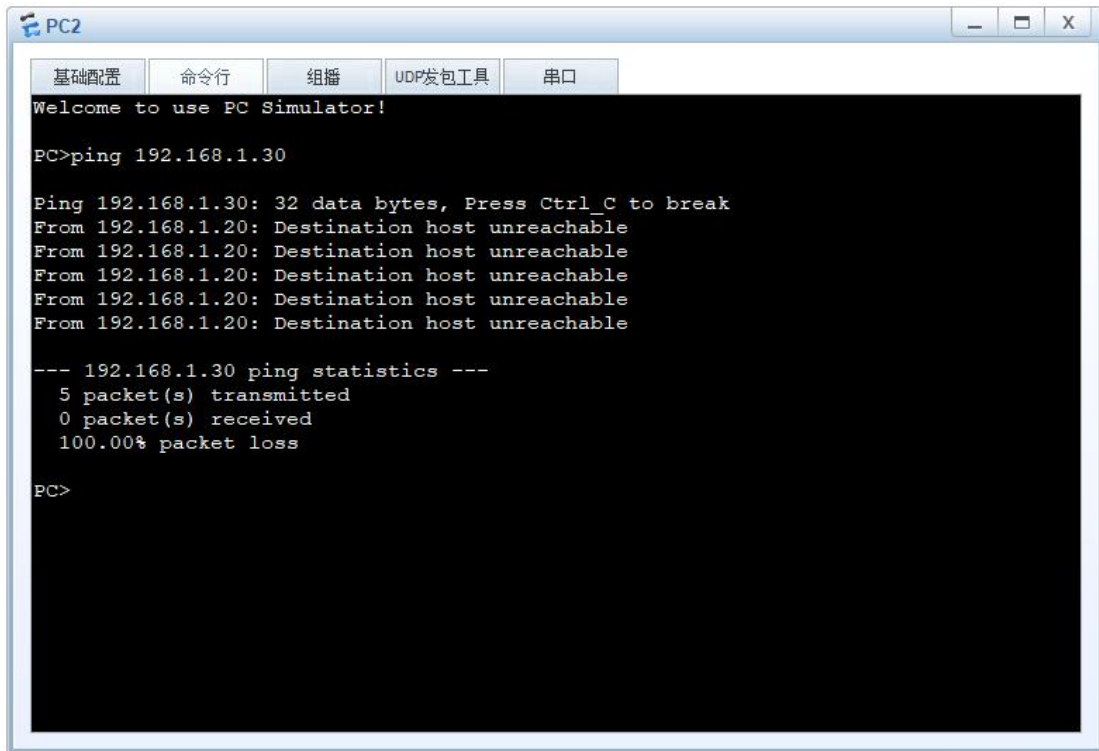 PC2
基础配置 命令行 组播 UDP发包工具 串口
Welcome to use PC Simulator!
PC>ping 192.168.1.30
Ping 192.168.1.30: 32 data bytes, Press Ctrl_C to break
From 192.168.1.20: Destination host unreachable
From 192.168.1.20: Destination host unreachable
From 192.168.1.20: Destination host unreachable
From 192.168.1.20: Destination host unreachable
From 192.168.1.20: Destination host unreachable
--- 192.168.1.30 ping statistics ---
5 packet(s) transmitted
0 packet(s) received
100.00% packet loss
PC>